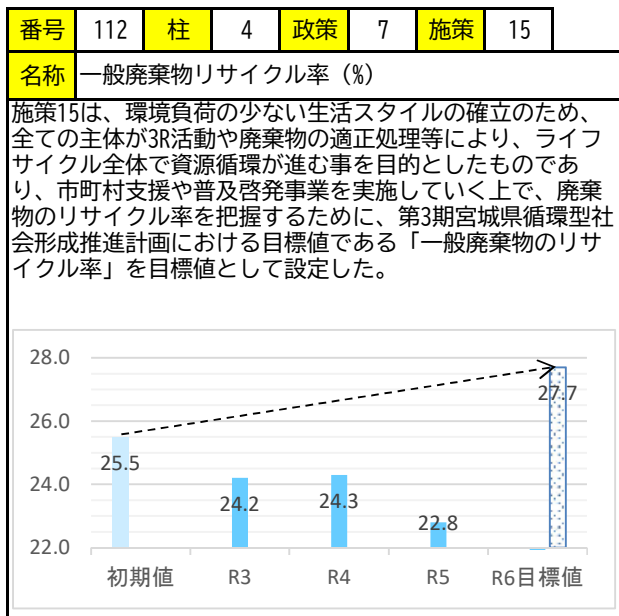 番号 112 柱 4 政策 7 施策 15
名称 一般廃棄物リサイクル率（%）
施策15は、環境負荷の少ない生活スタイルの確立のため、
全ての主体が3R活動や廃棄物の適正処理等により、ライフ
サイクル全体で資源循環が進む事を目的としたものであ
り、市町村支援や普及啓発事業を実施していく上で、廃棄
物のリサイクル率を把握するために、第3期宮城県循環型社
会形成推進計画における目標値である「一般廃棄物のリサ
イクル率」を目標値として設定した。
28.0
27.7
26.0
25.5
24.0
24.2
24.3
22.8
22.0
初期値 R3 R4 R5 R6目標値